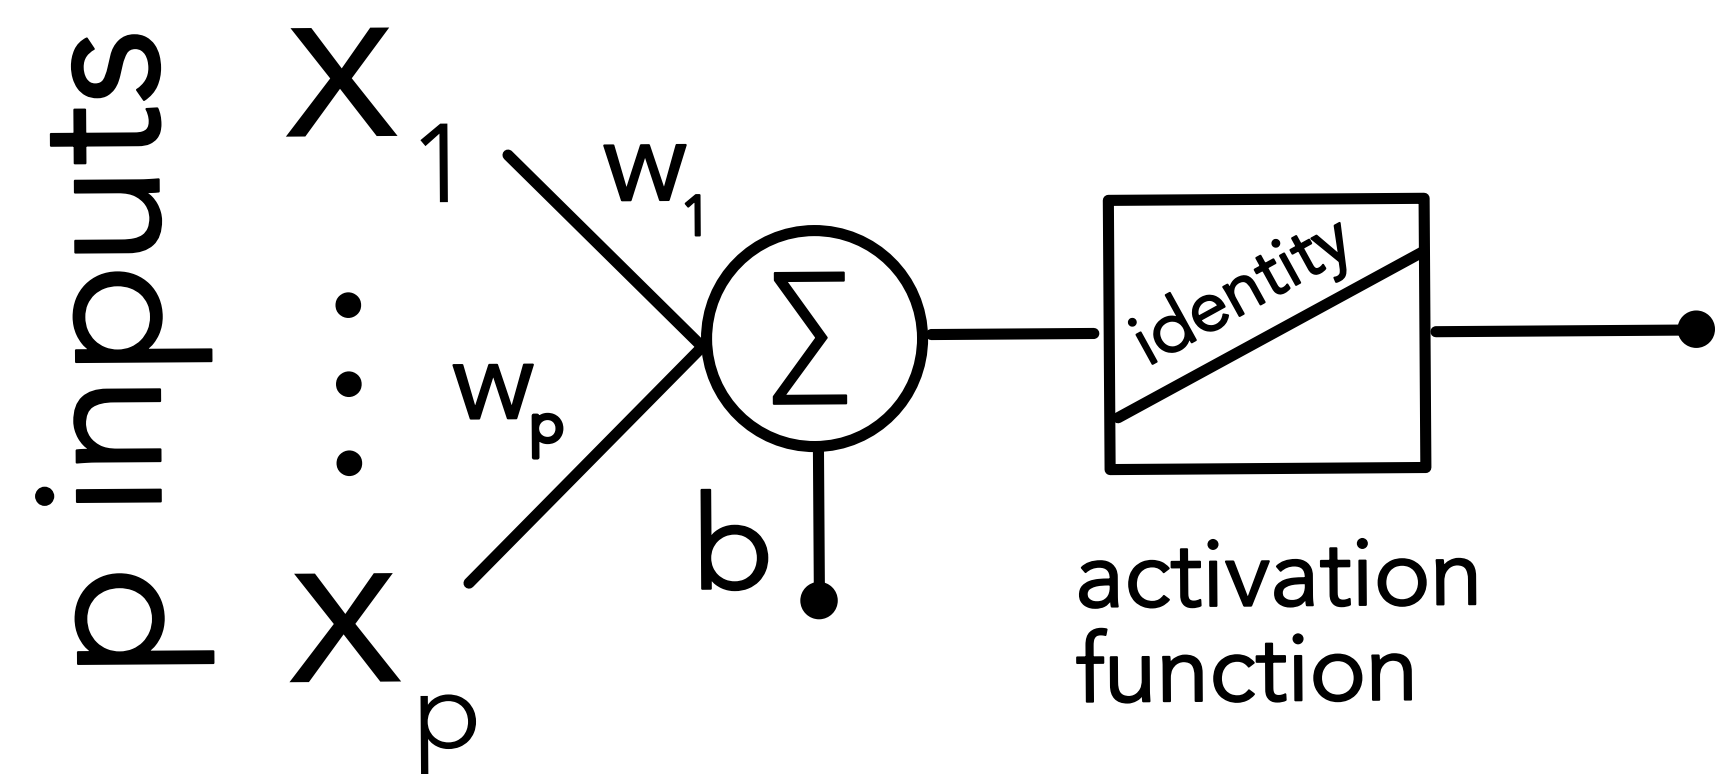 p inputs
X1
w1
wp
Xp
b
Σ
identity
activation
function